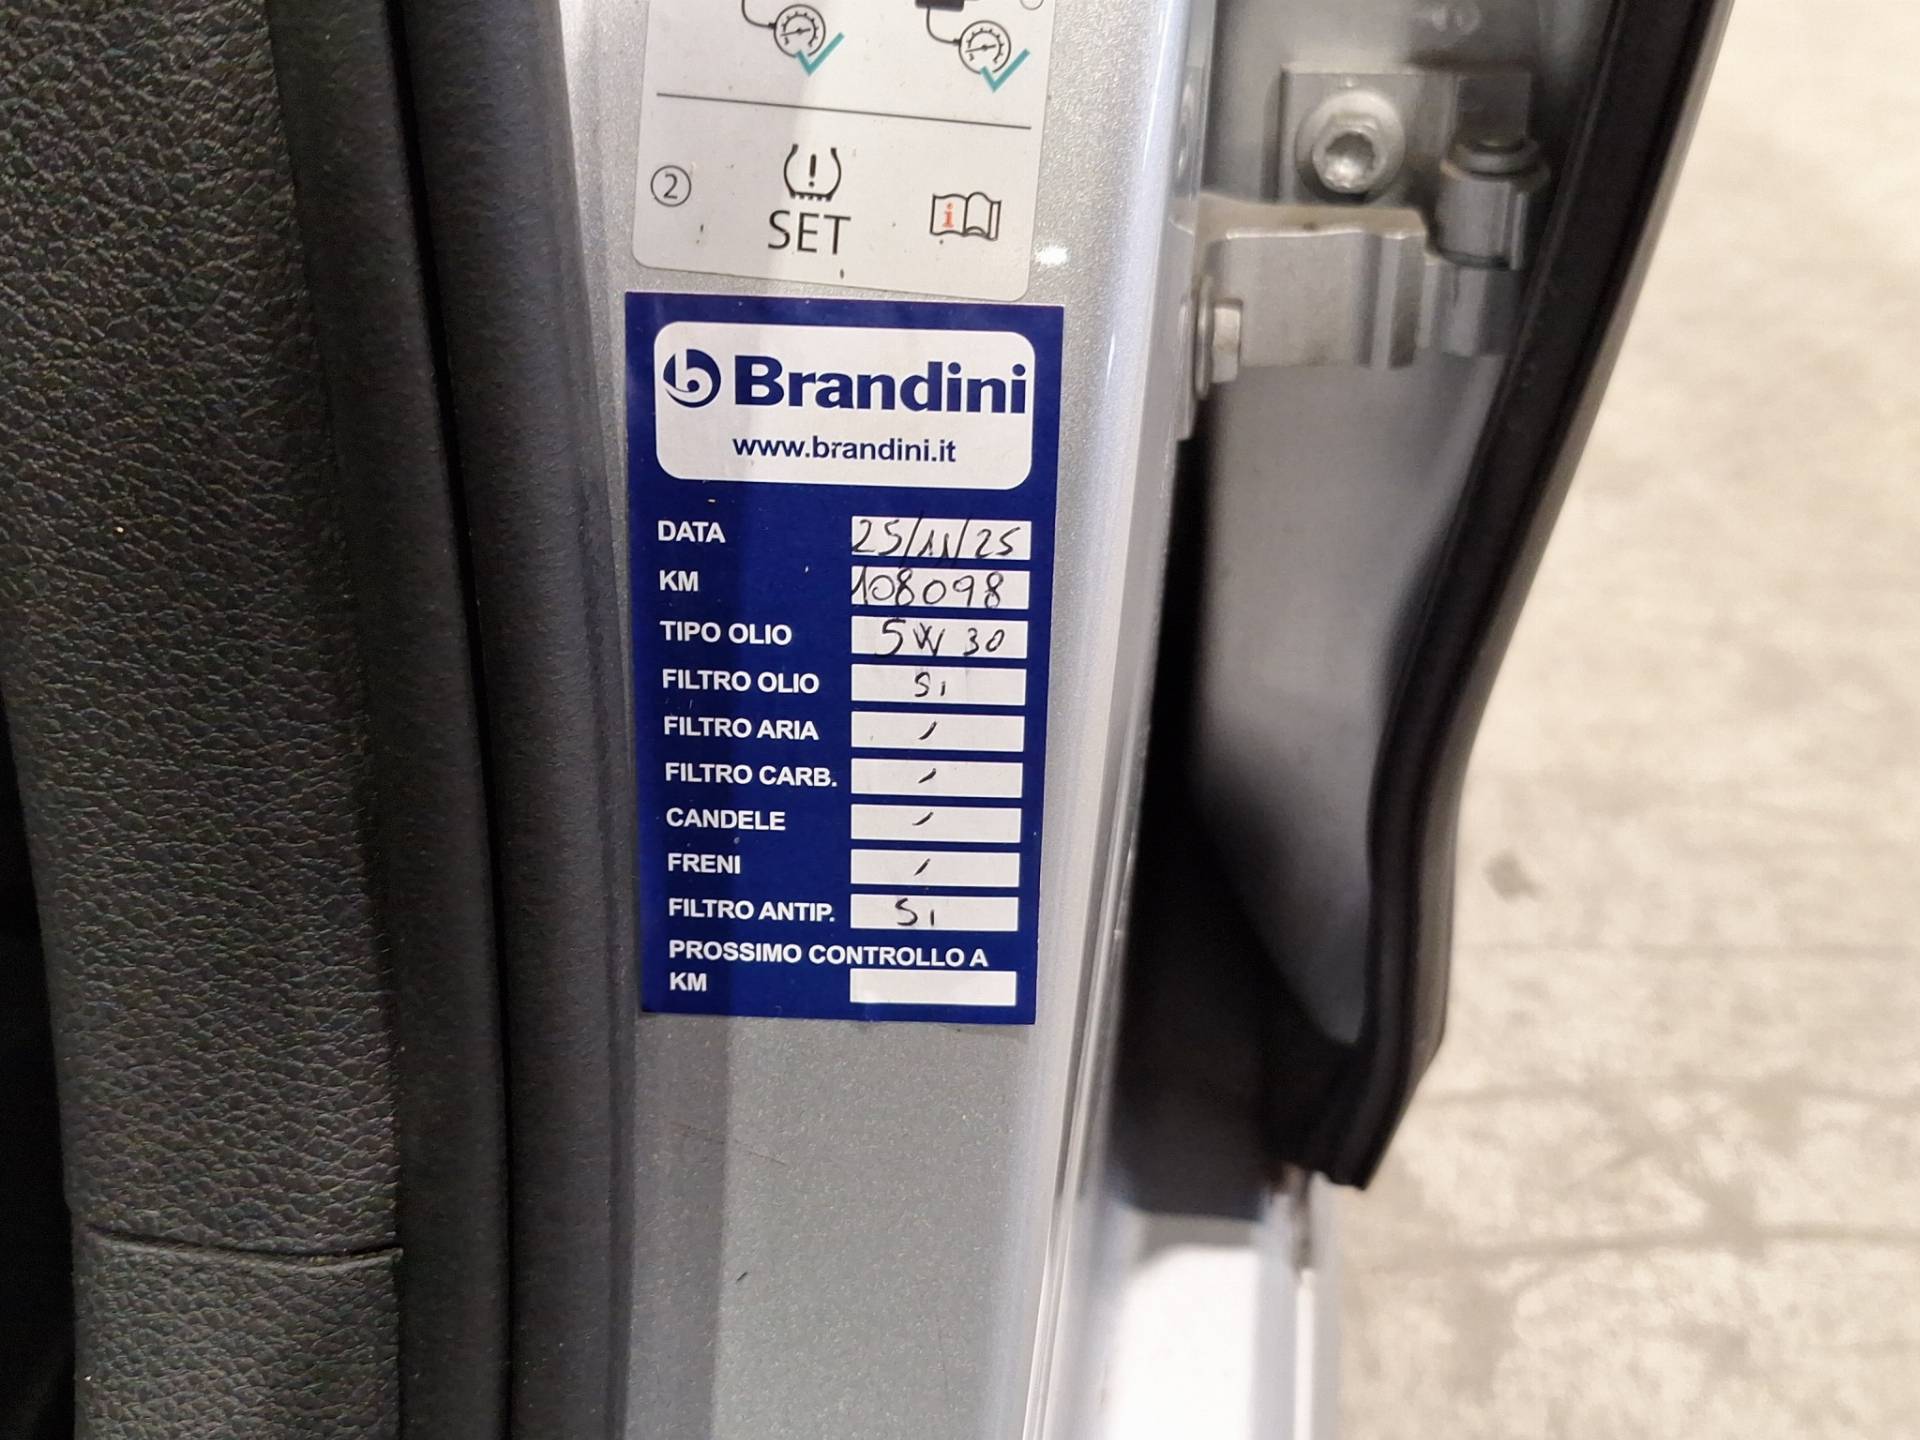 ② SET i
Brandini
www.brandini.it
DATA 25/11/25
KM 108098
TIPO OLIO 5W30
FILTRO OLIO Si
FILTRO ARIA /
FILTRO CARB. /
CANDELE /
FRENI /
FILTRO ANTIP. Si
PROSSIMO CONTROLLO A
KM